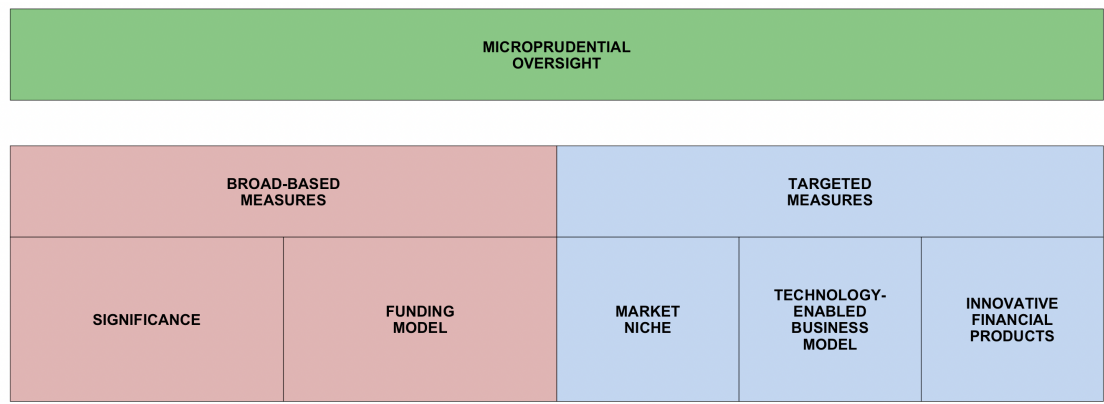 MICROPRUDENTIAL
OVERSIGHT
BROAD-BASED
MEASURES
TARGETED
MEASURES
SIGNIFICANCE
FUNDING
MODEL
MARKET
NICHE
TECHNOLOGY-
ENABLED
BUSINESS
MODEL
INNOVATIVE
FINANCIAL
PRODUCTS